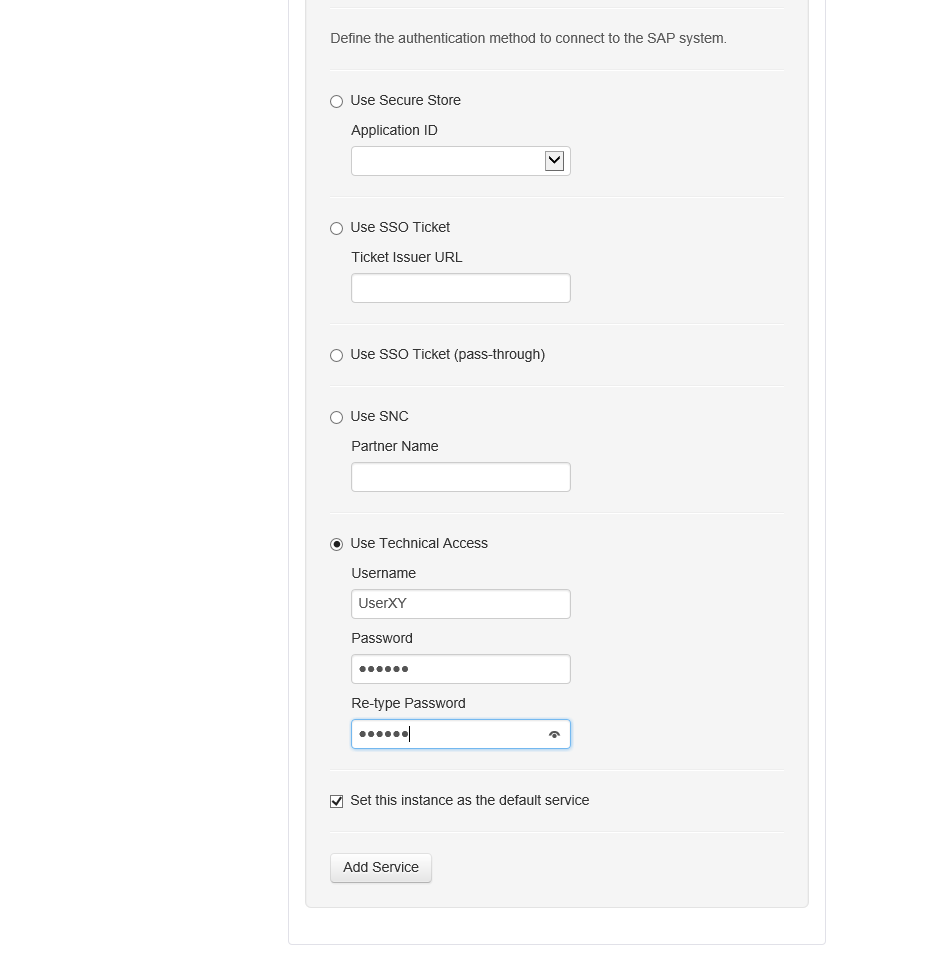 Define the authentication method to connect to the SAP system.
Use Secure Store
Application ID
Use SSO Ticket
Ticket Issuer URL
Use SSO Ticket (pass-through)
Use SNC
Partner Name
Use Technical Access
Username
UserXY
Password
●●●●●●
Re-type Password
●●●●●●
Set this instance as the default service
Add Service